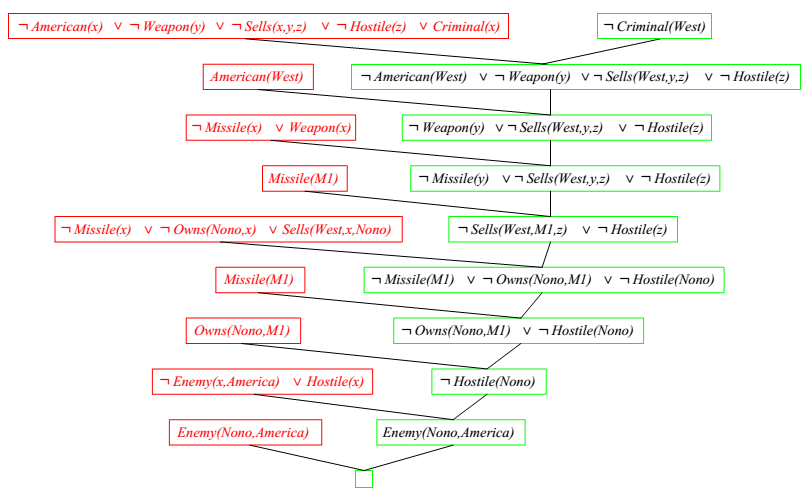 ¬ American(x) ∨ ¬ Weapon(y) ∨ ¬ Sells(x,y,z) ∨ ¬ Hostile(z) ∨ Criminal(x)
¬ Criminal(West)
American(West)
¬ American(West) ∨ ¬ Weapon(y) ∨ ¬ Sells(West,y,z) ∨ ¬ Hostile(z)
¬ Missile(x) ∨ Weapon(x)
¬ Weapon(y) ∨ ¬ Sells(West,y,z) ∨ ¬ Hostile(z)
Missile(M1)
¬ Missile(y) ∨ ¬ Sells(West,y,z) ∨ ¬ Hostile(z)
¬ Missile(x) ∨ ¬ Owns(Nono,x) ∨ Sells(West,x,Nono)
¬ Sells(West,M1,z) ∨ ¬ Hostile(z)
Missile(M1)
¬ Missile(M1) ∨ ¬ Owns(Nono,M1) ∨ ¬ Hostile(Nono)
Owns(Nono,M1)
¬ Owns(Nono,M1) ∨ ¬ Hostile(Nono)
¬ Enemy(x,America) ∨ Hostile(x)
¬ Hostile(Nono)
Enemy(Nono,America)
Enemy(Nono,America)